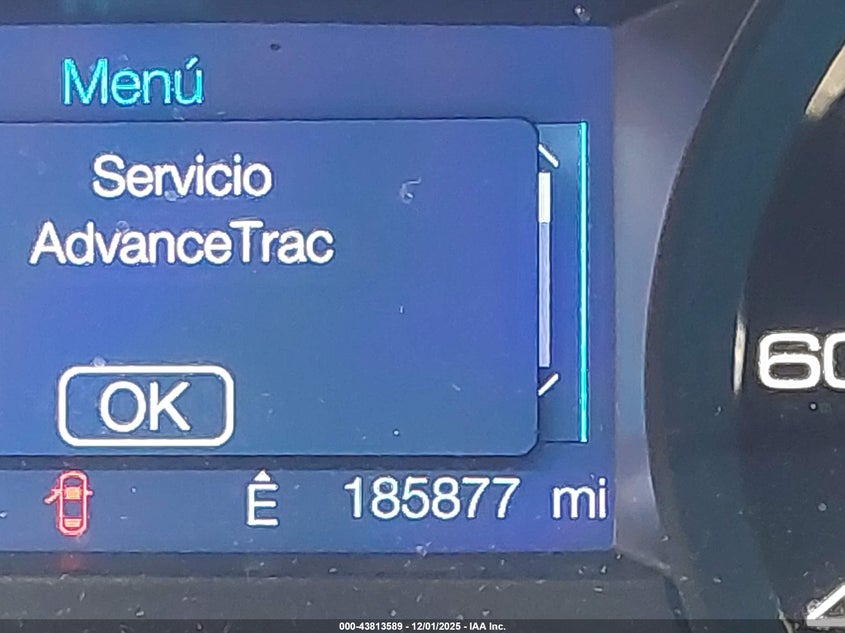 Menú
Servicio
AdvanceTrac
OK
E 185877 mi
60
000-43813589 - 12/01/2025 - IAA Inc.